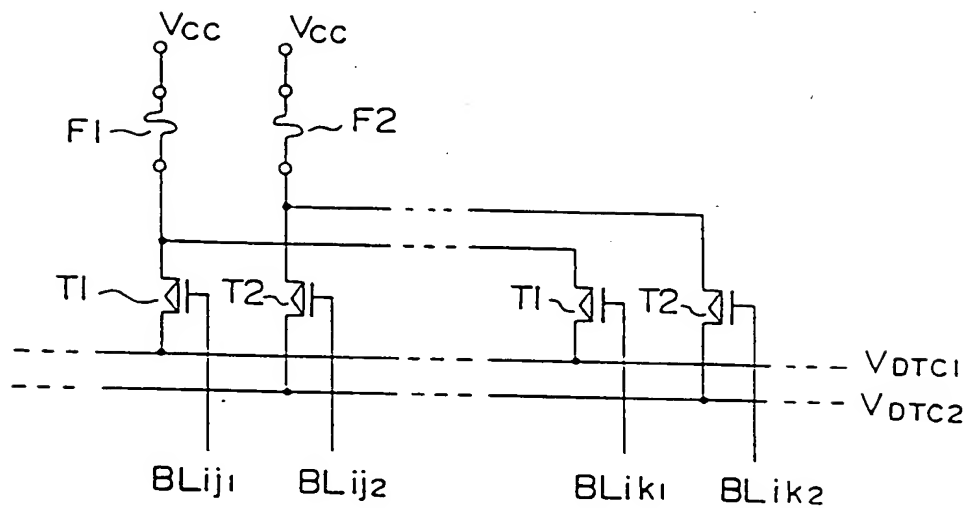 VCC VCC
F1 F2
T1 T2 T1 T2
VDTC1
VDTC2
BLij1 BLij2 BLik1 BLik2